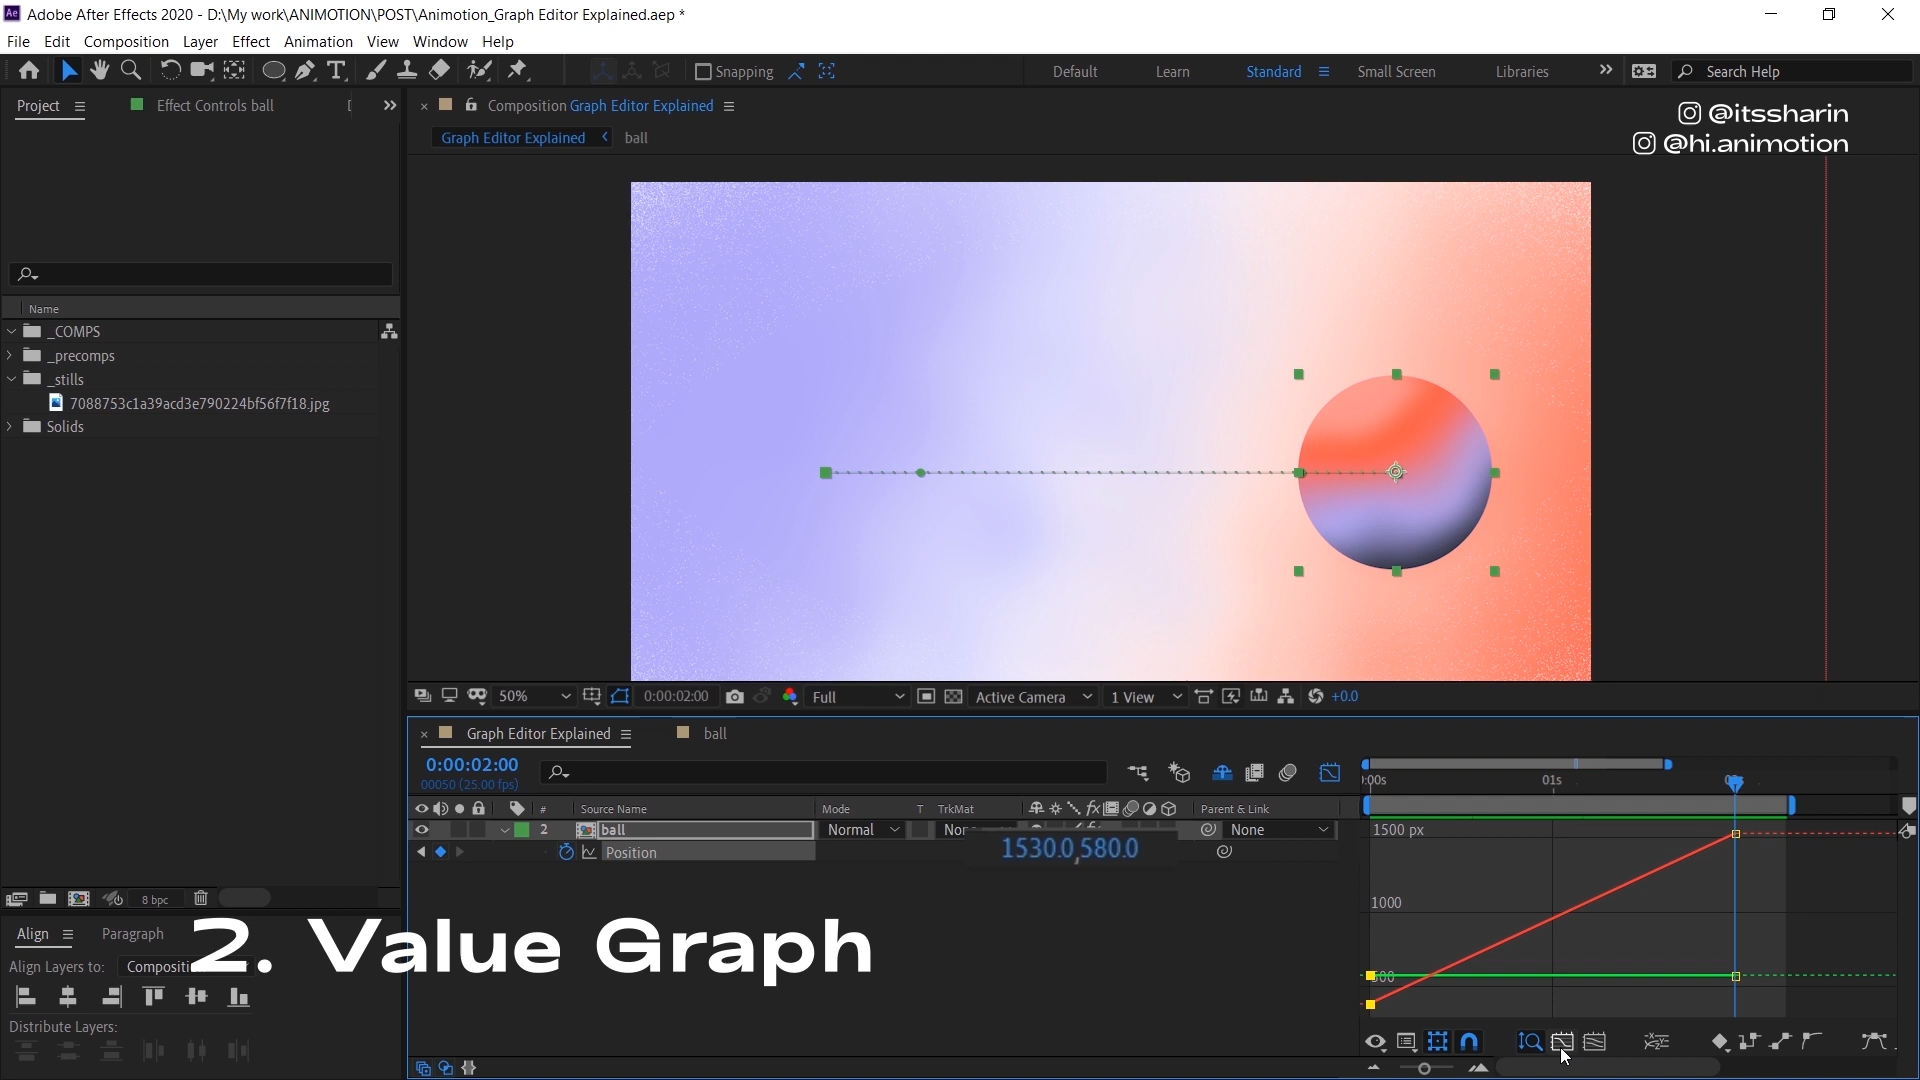 Adobe After Effects 2020 - D:\My work\ANIMOTION\POST\Animotion_Graph Editor Explained.aep *
File Edit Composition Layer Effect Animation View Window Help
Snapping Default Learn Standard Small Screen Libraries Search Help
Project Effect Controls ball
Composition Graph Editor Explained
@itssharin
Graph Editor Explained ball
@hi.animotion
Name
_COMPS
_precomps
_stills
7088753c1a39acd3e790224bf56f7f18.jpg
Solids
50% 0:00:02:00 Full Active Camera 1 View +0.0
Graph Editor Explained ball
0:00:02:00
00050 (25.00 fps)
:00s 01s
# Source Name Mode T TrkMat Parent & Link
2 ball Normal None
Position 1530.0,580.0
1500 px
1000
8 bpc
Align Paragraph
2. Value Graph
Align Layers to:
Distribute Layers: